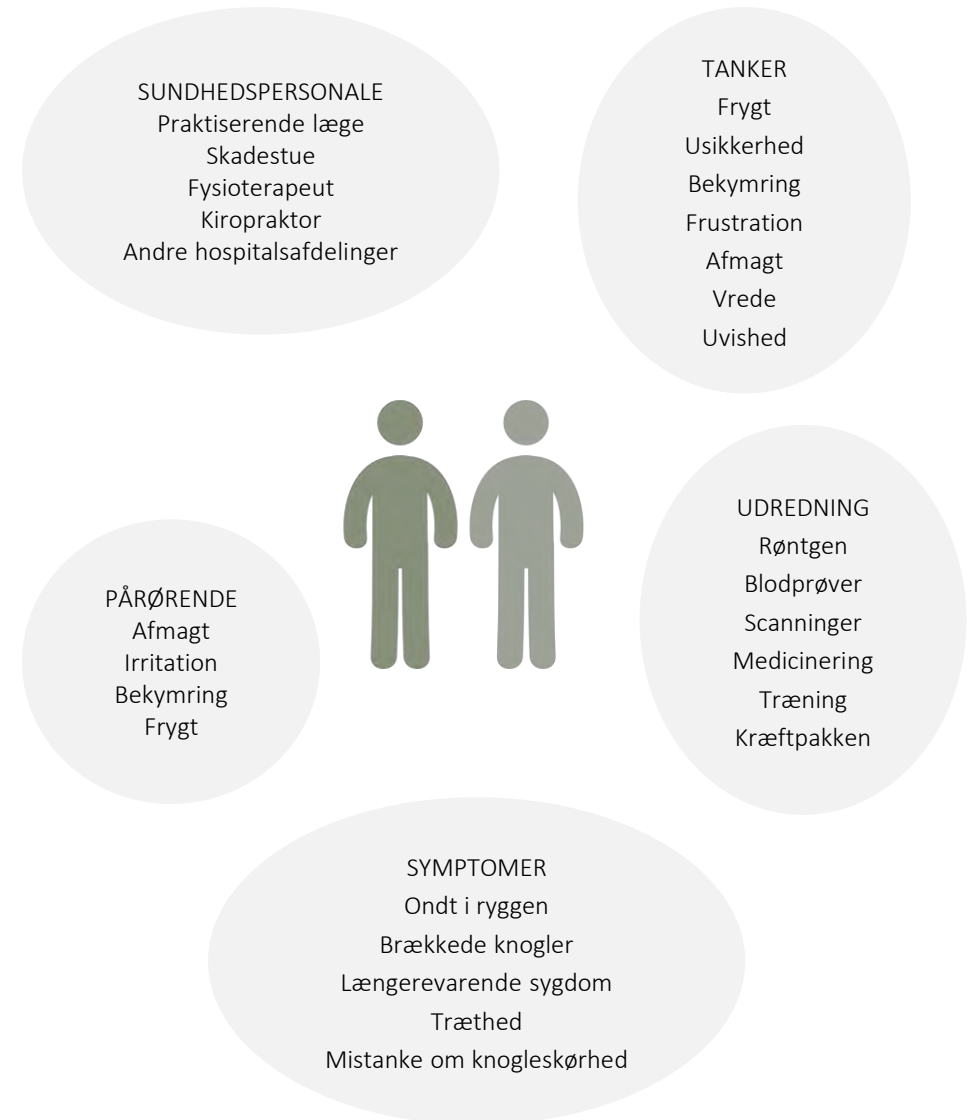 SUNDHEDSPERSONALE
Praktiserende læge
Skadestue
Fysioterapeut
Kiropraktor
Andre hospitalsafdelinger
TANKER
Frygt
Usikkerhed
Bekymring
Frustration
Afmagt
Vrede
Uvished
UDREDNING
Røntgen
Blodprøver
Scanninger
Medicinering
Træning
Kræftpakken
PÅRØRENDE
Afmagt
Irritation
Bekymring
Frygt
SYMPTOMER
Ondt i ryggen
Brækkede knogler
Længerevarende sygdom
Træthed
Mistanke om knogleskørhed